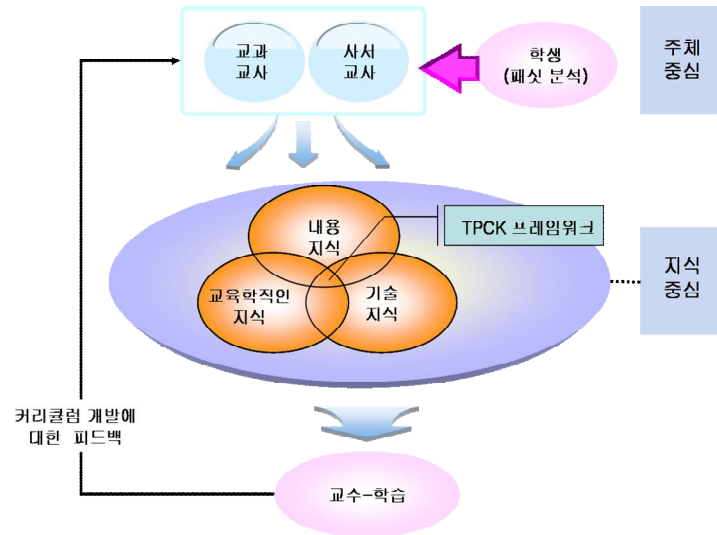 교과
교사
사서
교사
학생
(패싯 분석)
주체
중심
내용
지식
TPCK 프레임워크
교육학직인
지식
기술
지식
지식
중심
커리큘럼 개발에
대한 피드백
교수-학습